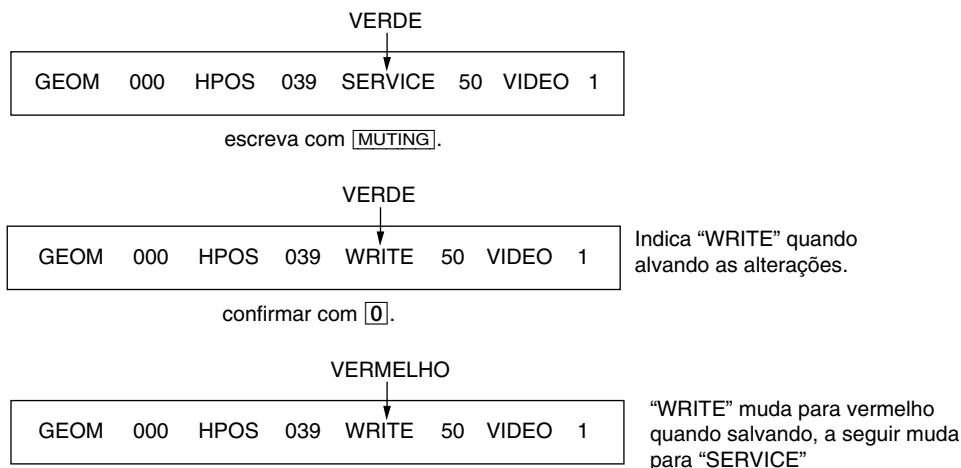 VERDE
GEOM 000 HPOS 039 SERVICE 50 VIDEO 1
escreva com MUTING.
VERDE
GEOM 000 HPOS 039 WRITE 50 VIDEO 1
Indica “WRITE” quando
alvando as alterações.
confirmar com 0.
VERMELHO
GEOM 000 HPOS 039 WRITE 50 VIDEO 1
“WRITE” muda para vermelho
quando salvando, a seguir muda
para “SERVICE”